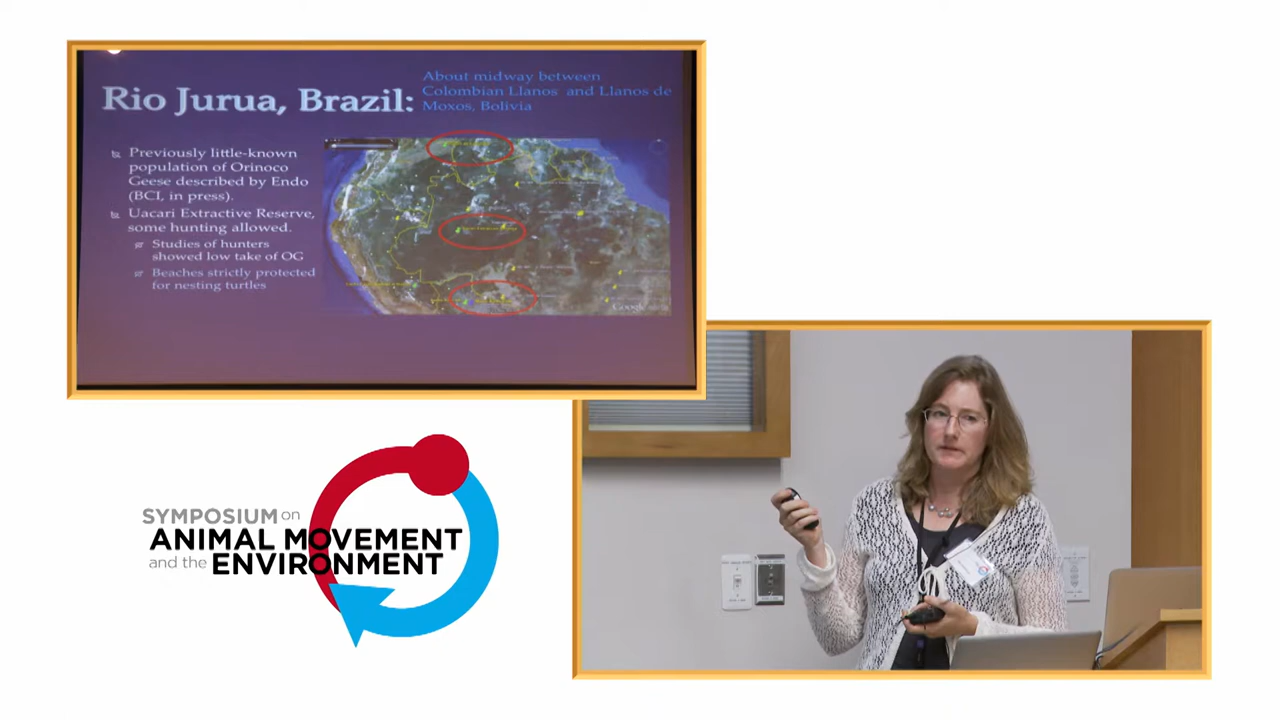 Rio Jurua, Brazil:
About midway between
Colombian Llanos and Llanos de
Moxos, Bolivia
Previously little-known
population of Orinoco
Geese described by Endo
(BCI, in press).
Uacari Extractive Reserve,
some hunting allowed.
Studies of hunters
showed low take of OG
Beaches strictly protected
for nesting turtles
Google
SYMPOSIUM on
ANIMAL MOVEMENT
and the ENVIRONMENT